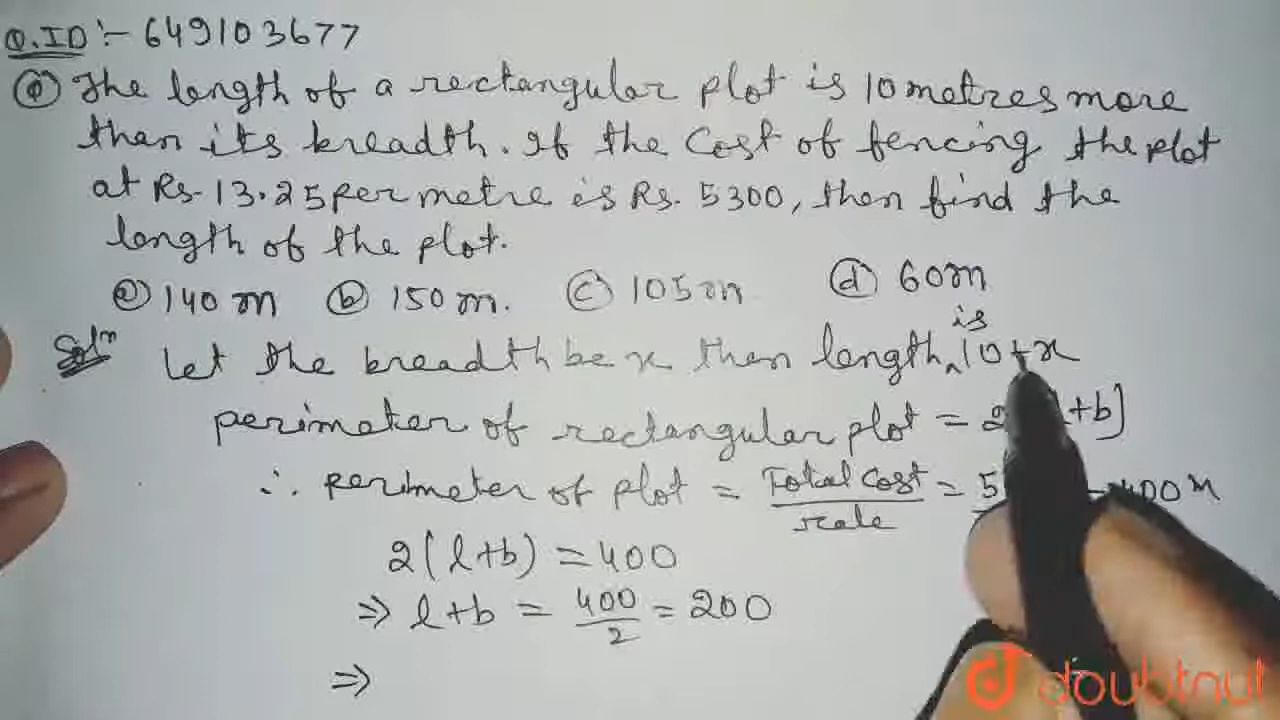 Q.ID :- 649103677
Q The length of a rectangular plot is 10 metres more
than its breadth. If the cost of fencing the plot
at Rs. 13.25 per metre is Rs. 5300, then find the
length of the plot.
a 140 m b 150 m. c 105 m d 60 m
Solⁿ Let the breadth be x then length is 10 + x
perimeter of rectangular plot = 2 +b]
∴ perimeter of plot = Total Cost / rate = 5 400 m
2(l+b) = 400
⇒ l+b = 400/2 = 200
⇒
doubtnut